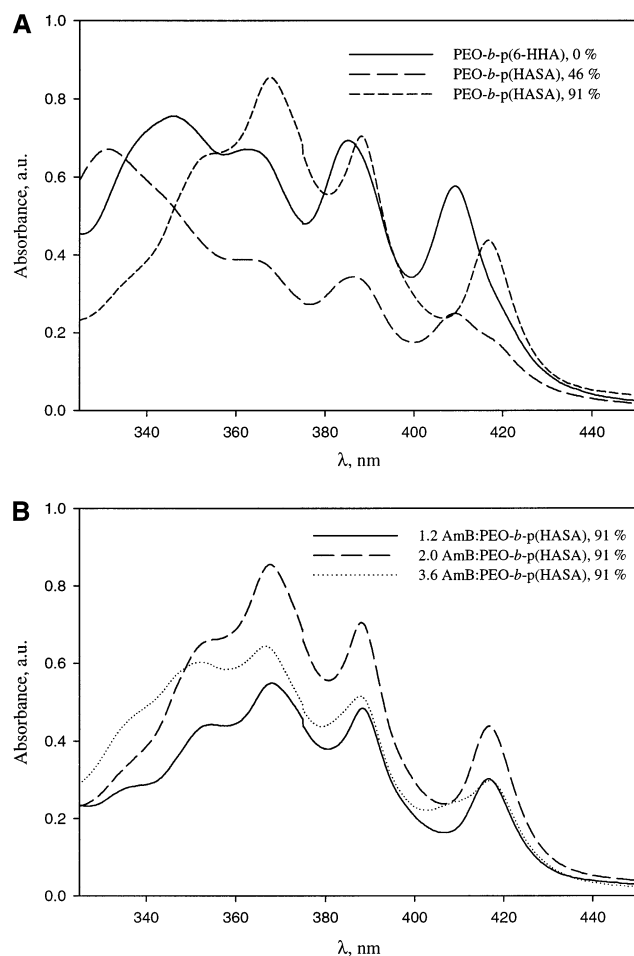 A
1.0
PEO-b-p(6-HHA), 0 %
PEO-b-p(HASA), 46 %
PEO-b-p(HASA), 91 %
0.8
0.6
0.4
0.2
0.0
Absorbance, a.u.
340 360 380 400 420 440
λ, nm
B
1.0
1.2 AmB:PEO-b-p(HASA), 91 %
2.0 AmB:PEO-b-p(HASA), 91 %
3.6 AmB:PEO-b-p(HASA), 91 %
0.8
0.6
0.4
0.2
0.0
Absorbance, a.u.
340 360 380 400 420 440
λ, nm